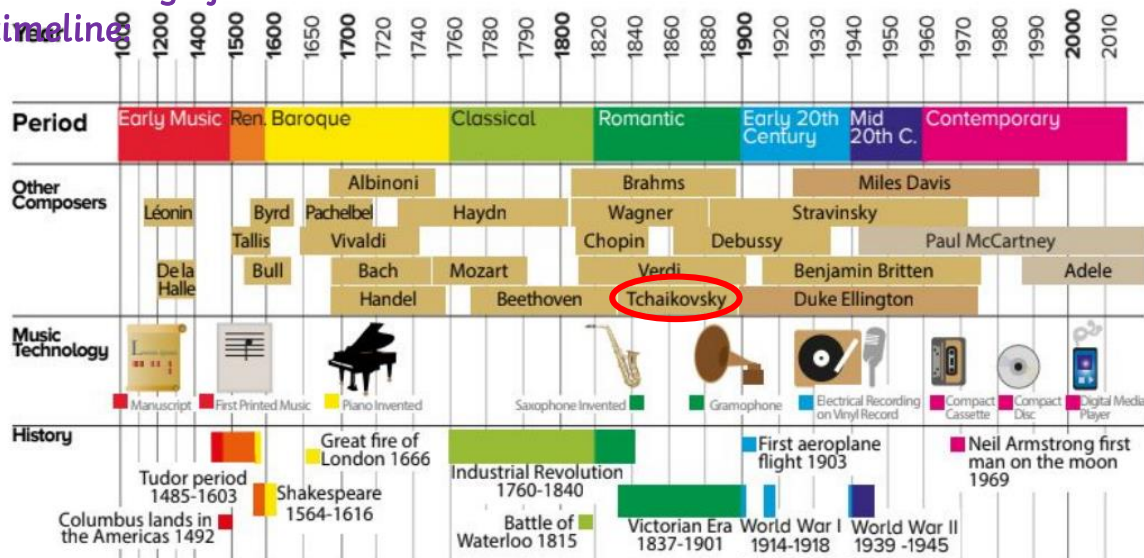 timeline
1000 1200 1400 1500 1600 1650 1700 1720 1740 1760 1780 1790 1800 1820 1840 1860 1880 1900 1920 1930 1940 1950 1960 1970 1980 1990 2000 2010
Period
Early Music
Ren.
Baroque
Classical
Romantic
Early 20th
Century
Mid
20th C.
Contemporary
Other
Composers
Albinoni
Brahms
Miles Davis
Léonin
Byrd
Pachelbel
Haydn
Wagner
Stravinsky
Tallis
Vivaldi
Chopin
Debussy
Paul McCartney
De la
Halle
Bull
Bach
Mozart
Verdi
Benjamin Britten
Adele
Handel
Beethoven
Tchaikovsky
Duke Ellington
Music
Technology
Manuscript
First Printed Music
Piano Invented
Saxophone Invented
Gramophone
Electrical Recording
on Vinyl Record
Compact
Cassette
Compact
Disc
Digital Media
Player
History
Tudor period
1485-1603
Columbus lands in
the Americas 1492
Shakespeare
1564-1616
Great fire of
London 1666
Industrial Revolution
1760-1840
Battle of
Waterloo 1815
Victorian Era
1837-1901
First aeroplane
flight 1903
World War I
1914-1918
World War II
1939 -1945
Neil Armstrong first
man on the moon
1969